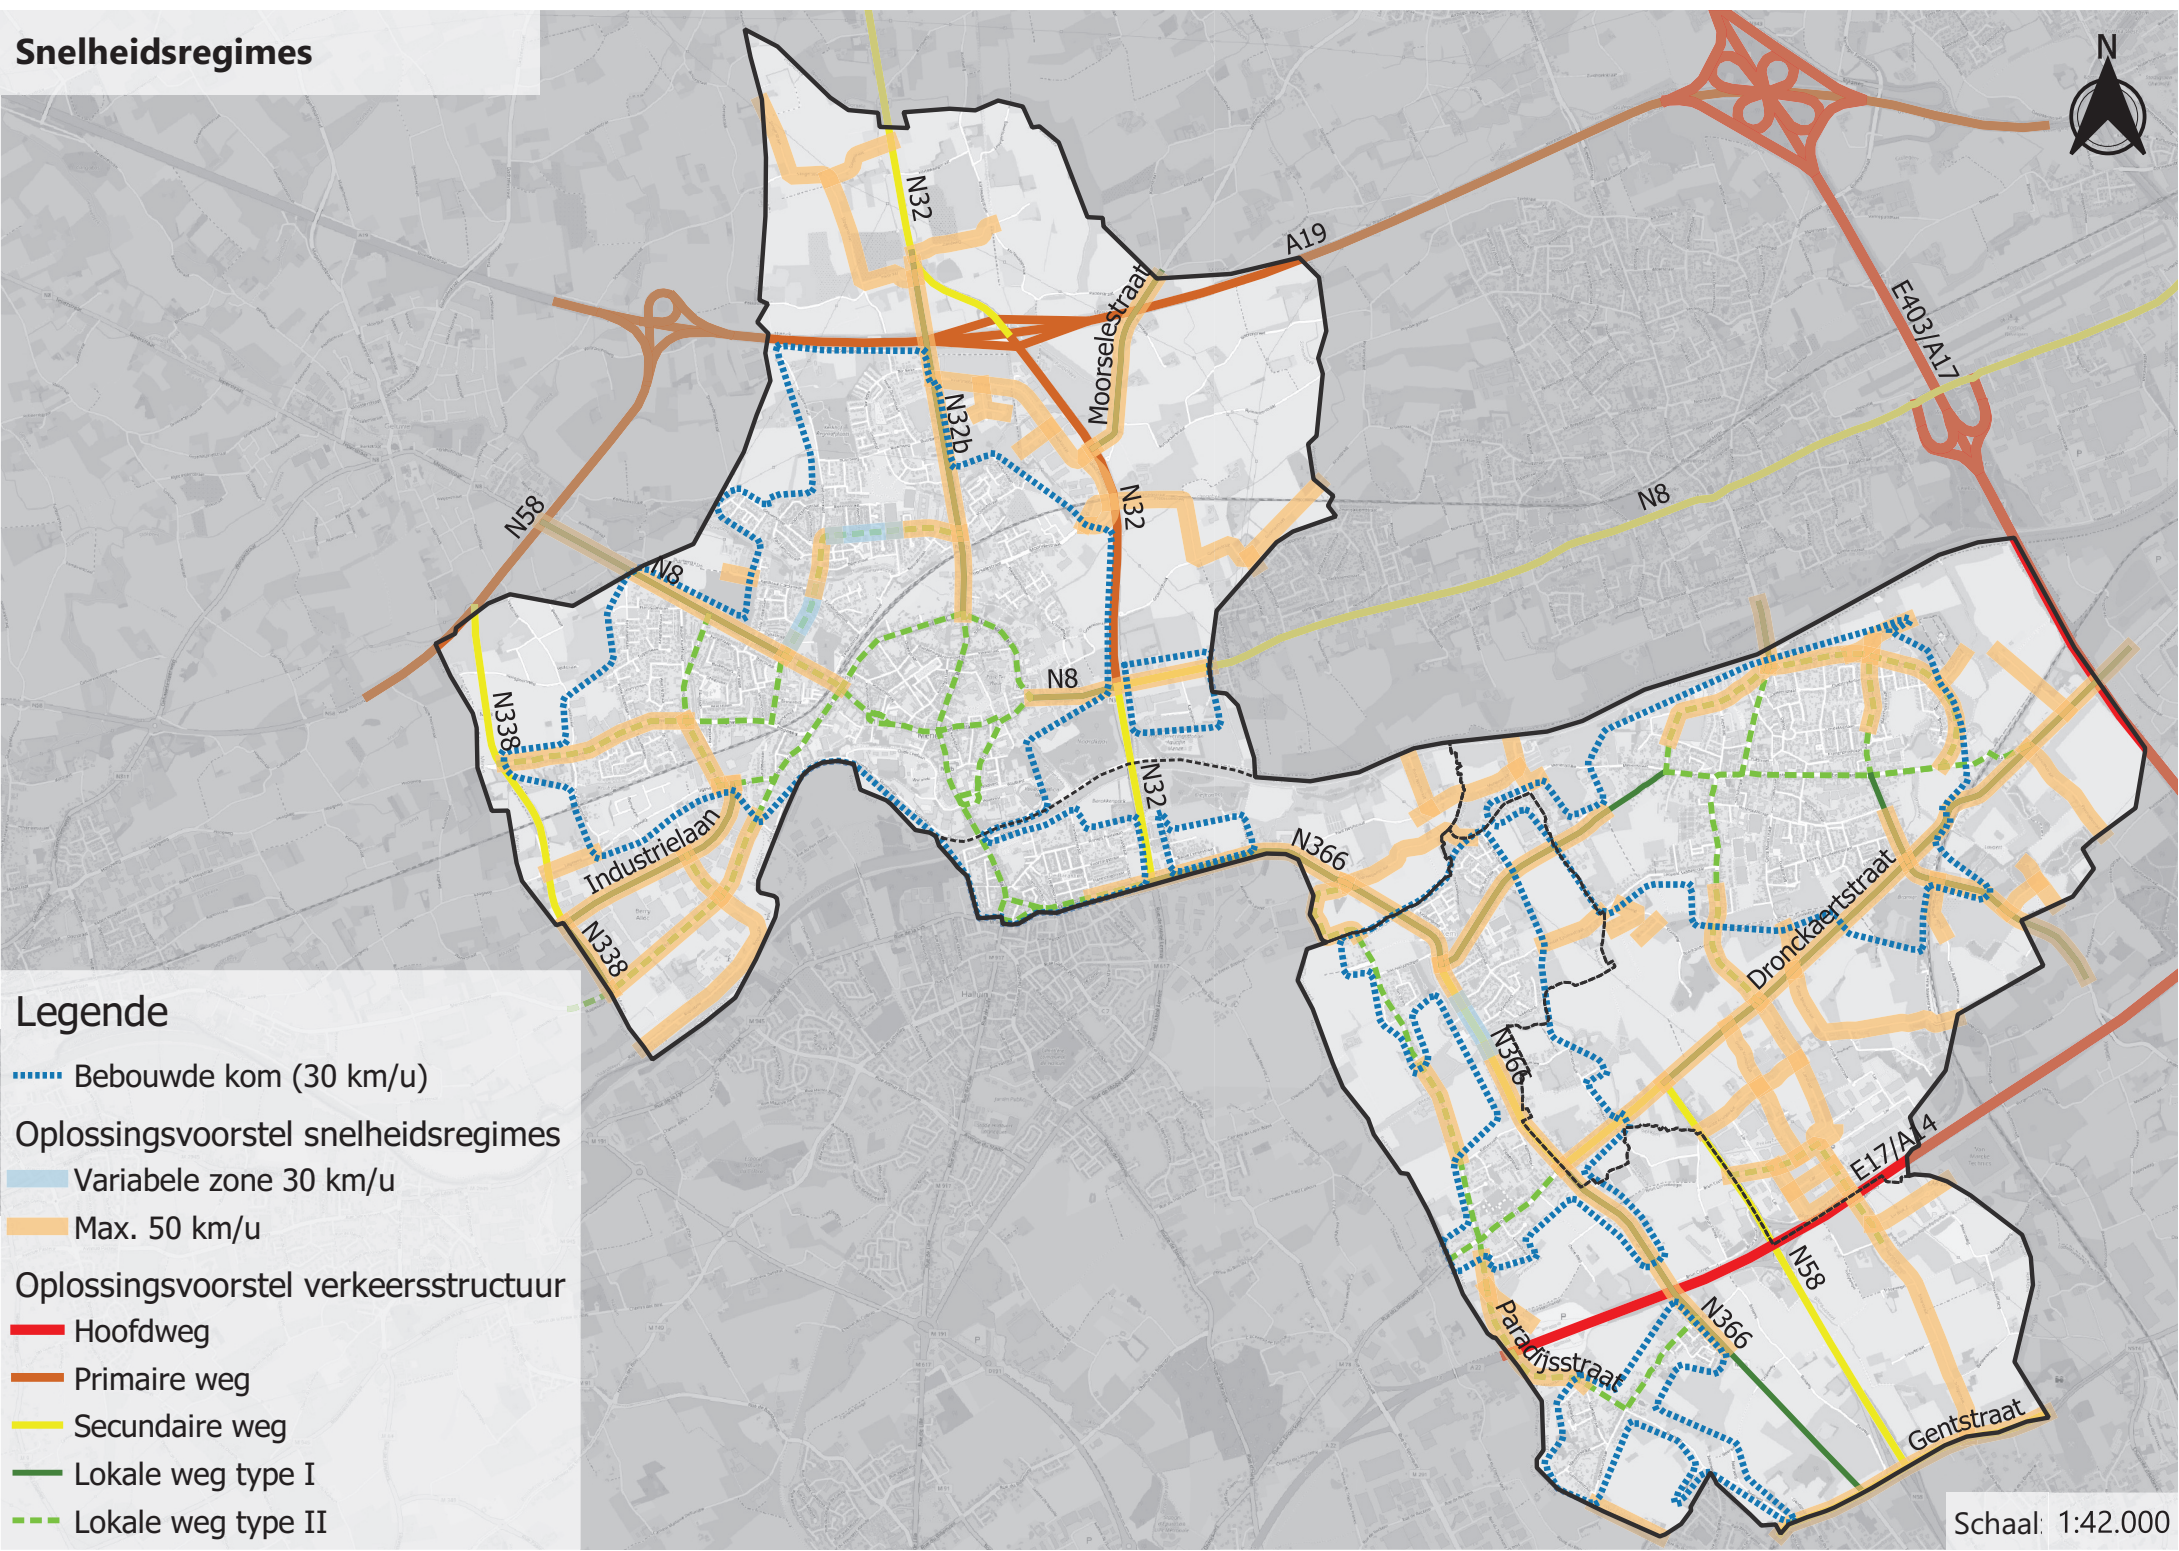 Snelheidsregimes
N
N32
A19
Moorselestraat
E403/A17
N32b
N58
N32
N8
N8
N8
N338
N32
Industrielaan
N366
Dronckaertstraat
N338
N366
E17/A14
N58
N366
Paradijsstraat
Gentstraat
Legende
Bebouwde kom (30 km/u)
Oplossingsvoorstel snelheidsregimes
Variabele zone 30 km/u
Max. 50 km/u
Oplossingsvoorstel verkeersstructuur
Hoofdweg
Primaire weg
Secundaire weg
Lokale weg type I
Lokale weg type II
Schaal: 1:42.000